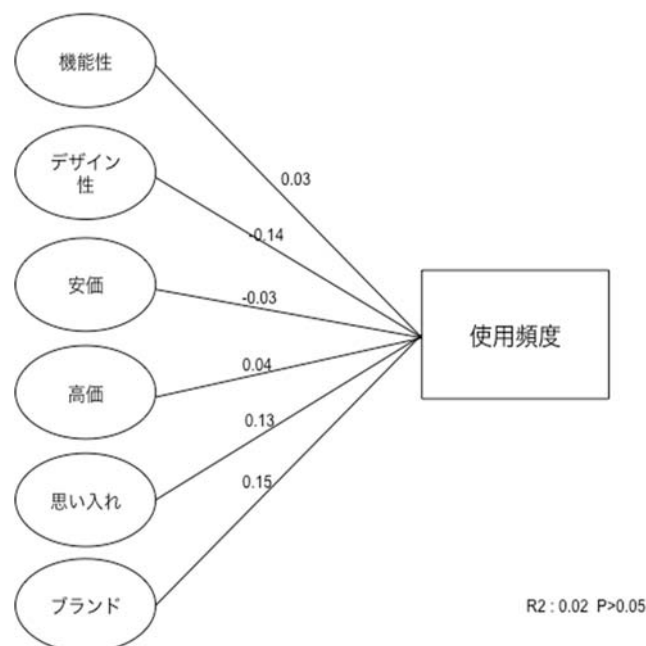 機能性
デザイン
性
安価
高価
思い入れ
ブランド
0.03
-0.14
-0.03
0.04
0.13
0.15
使用頻度
R2 : 0.02 P>0.05